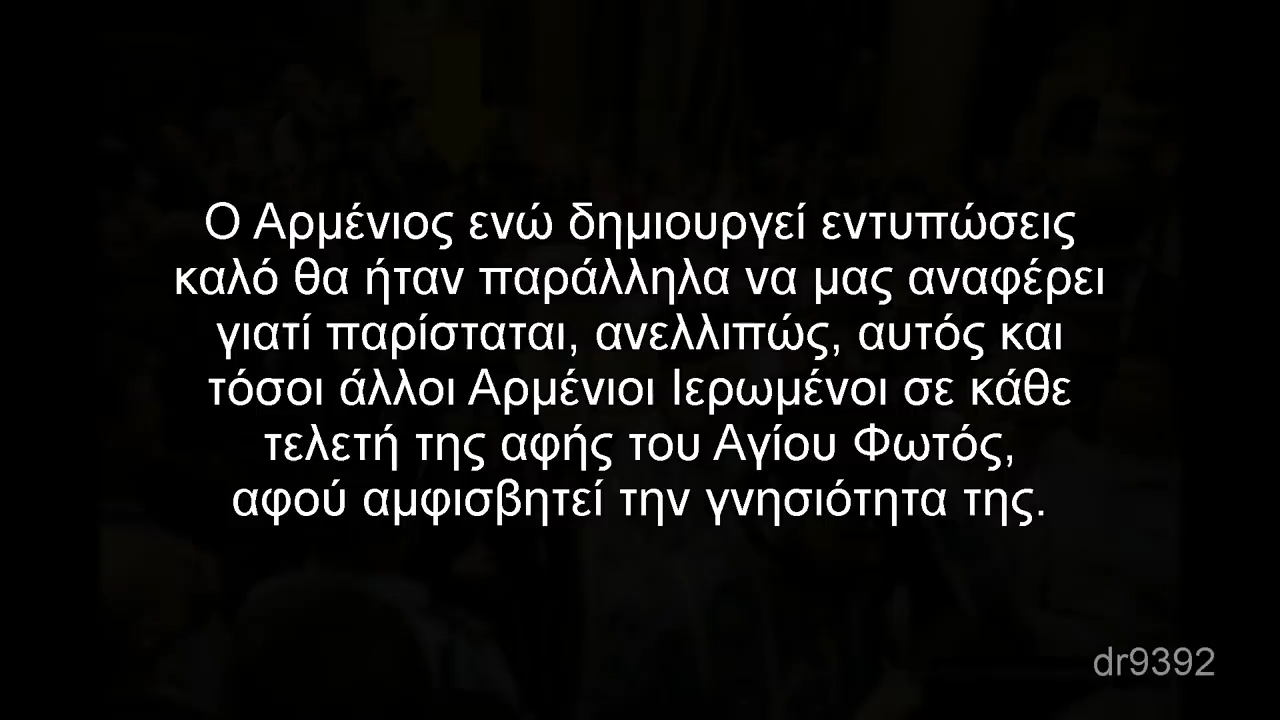 Ο Αρμένιος ενώ δημιουργεί εντυπώσεις
καλό θα ήταν παράλληλα να μας αναφέρει
γιατί παρίσταται, ανελλιπώς, αυτός και
τόσοι άλλοι Αρμένιοι Ιερωμένοι σε κάθε
τελετή της αφής του Αγίου Φωτός,
αφού αμφισβητεί την γνησιότητα της.
dr9392